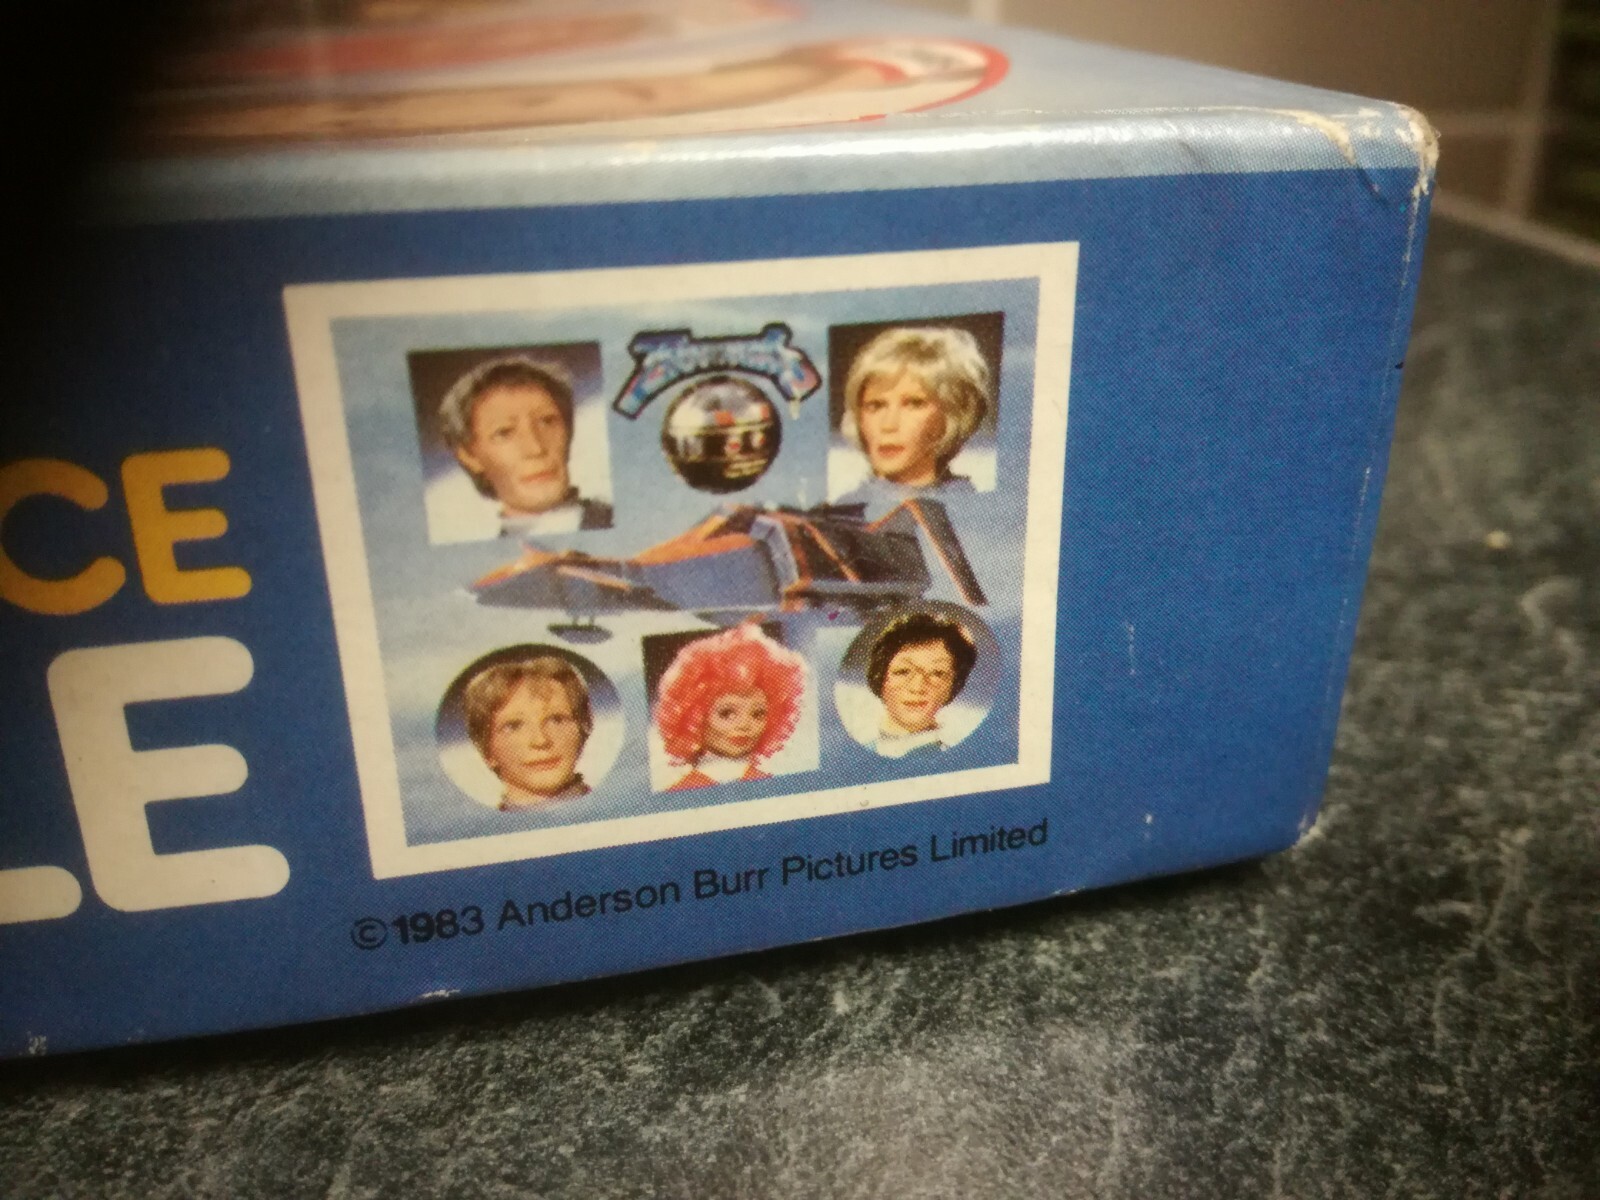 CE
LE
©1983 Anderson Burr Pictures Limited